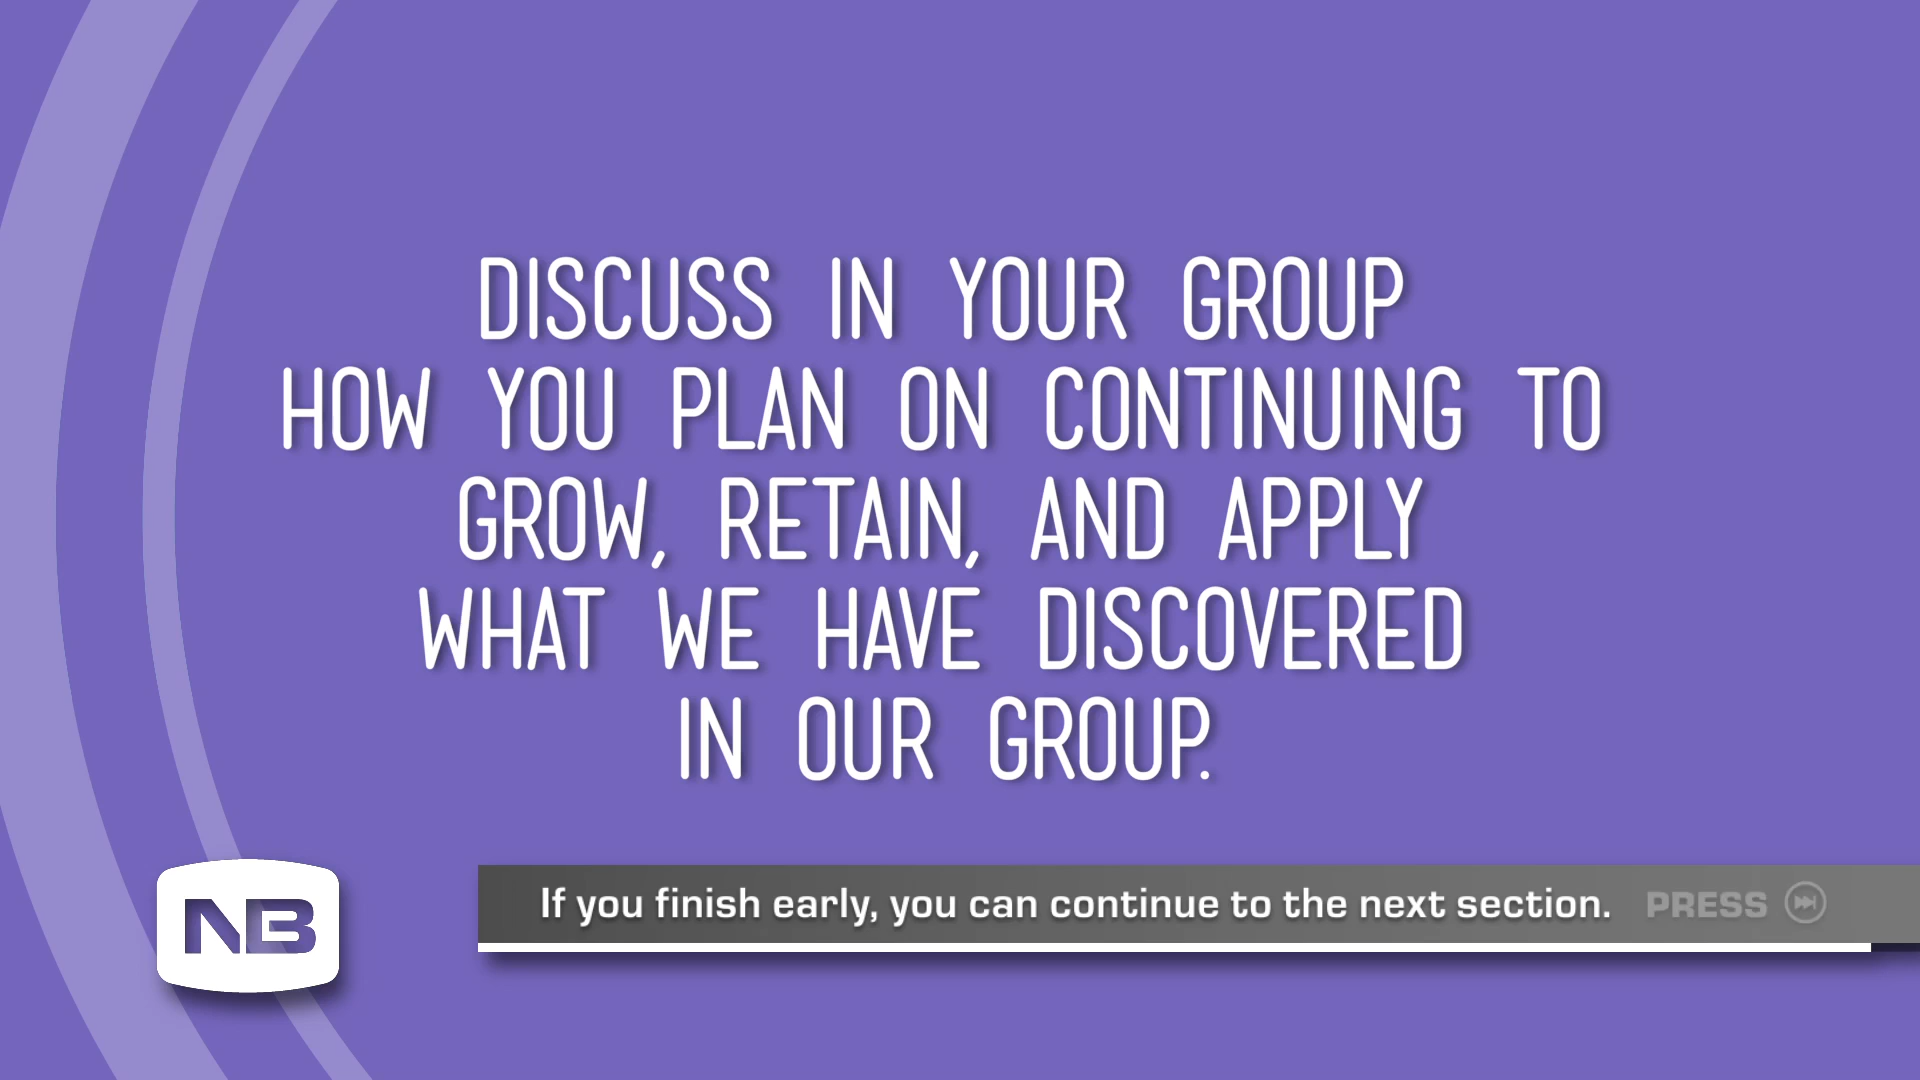 DISCUSS IN YOUR GROUP
HOW YOU PLAN ON CONTINUING TO
GROW, RETAIN, AND APPLY
WHAT WE HAVE DISCOVERED
IN OUR GROUP.
If you finish early, you can continue to the next section. PRESS
NB